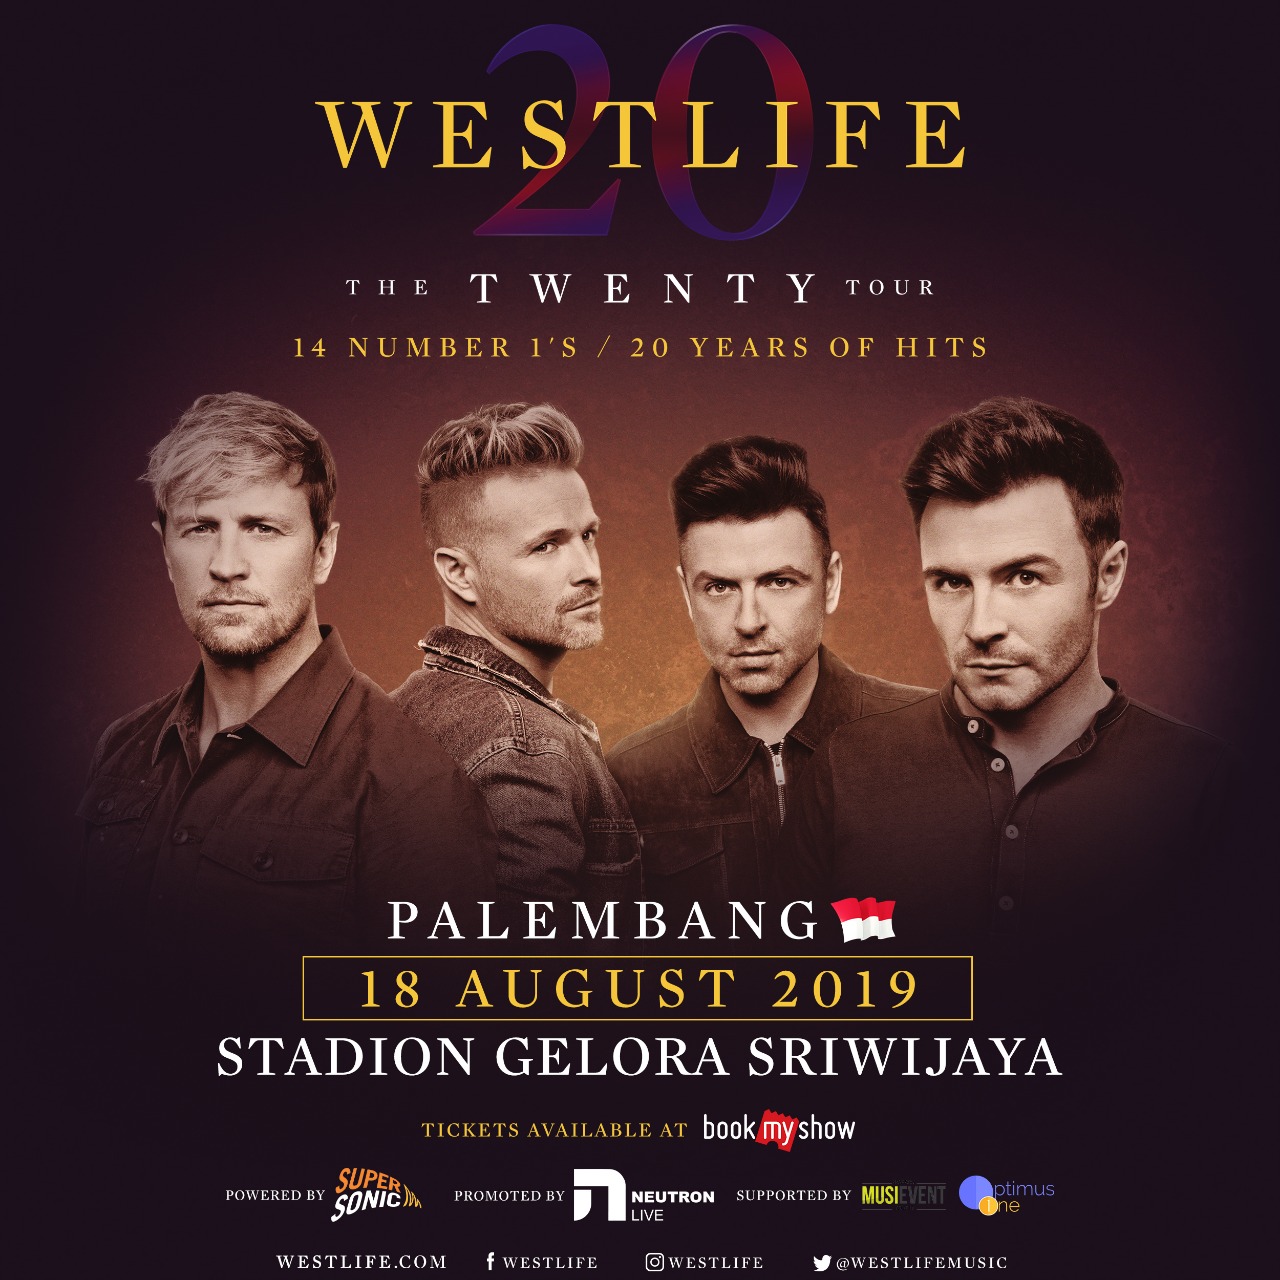 20
WESTLIFE
THE TWENTY TOUR
14 NUMBER 1'S / 20 YEARS OF HITS
PALEMBANG
18 AUGUST 2019
STADION GELORA SRIWIJAYA
TICKETS AVAILABLE AT bookmyshow
POWERED BY SUPER SONIC PROMOTED BY NEUTRON LIVE SUPPORTED BY MUSIEVENT Optimus line
WESTLIFE.COM f WESTLIFE WESTLIFE @WESTLIFEMUSIC